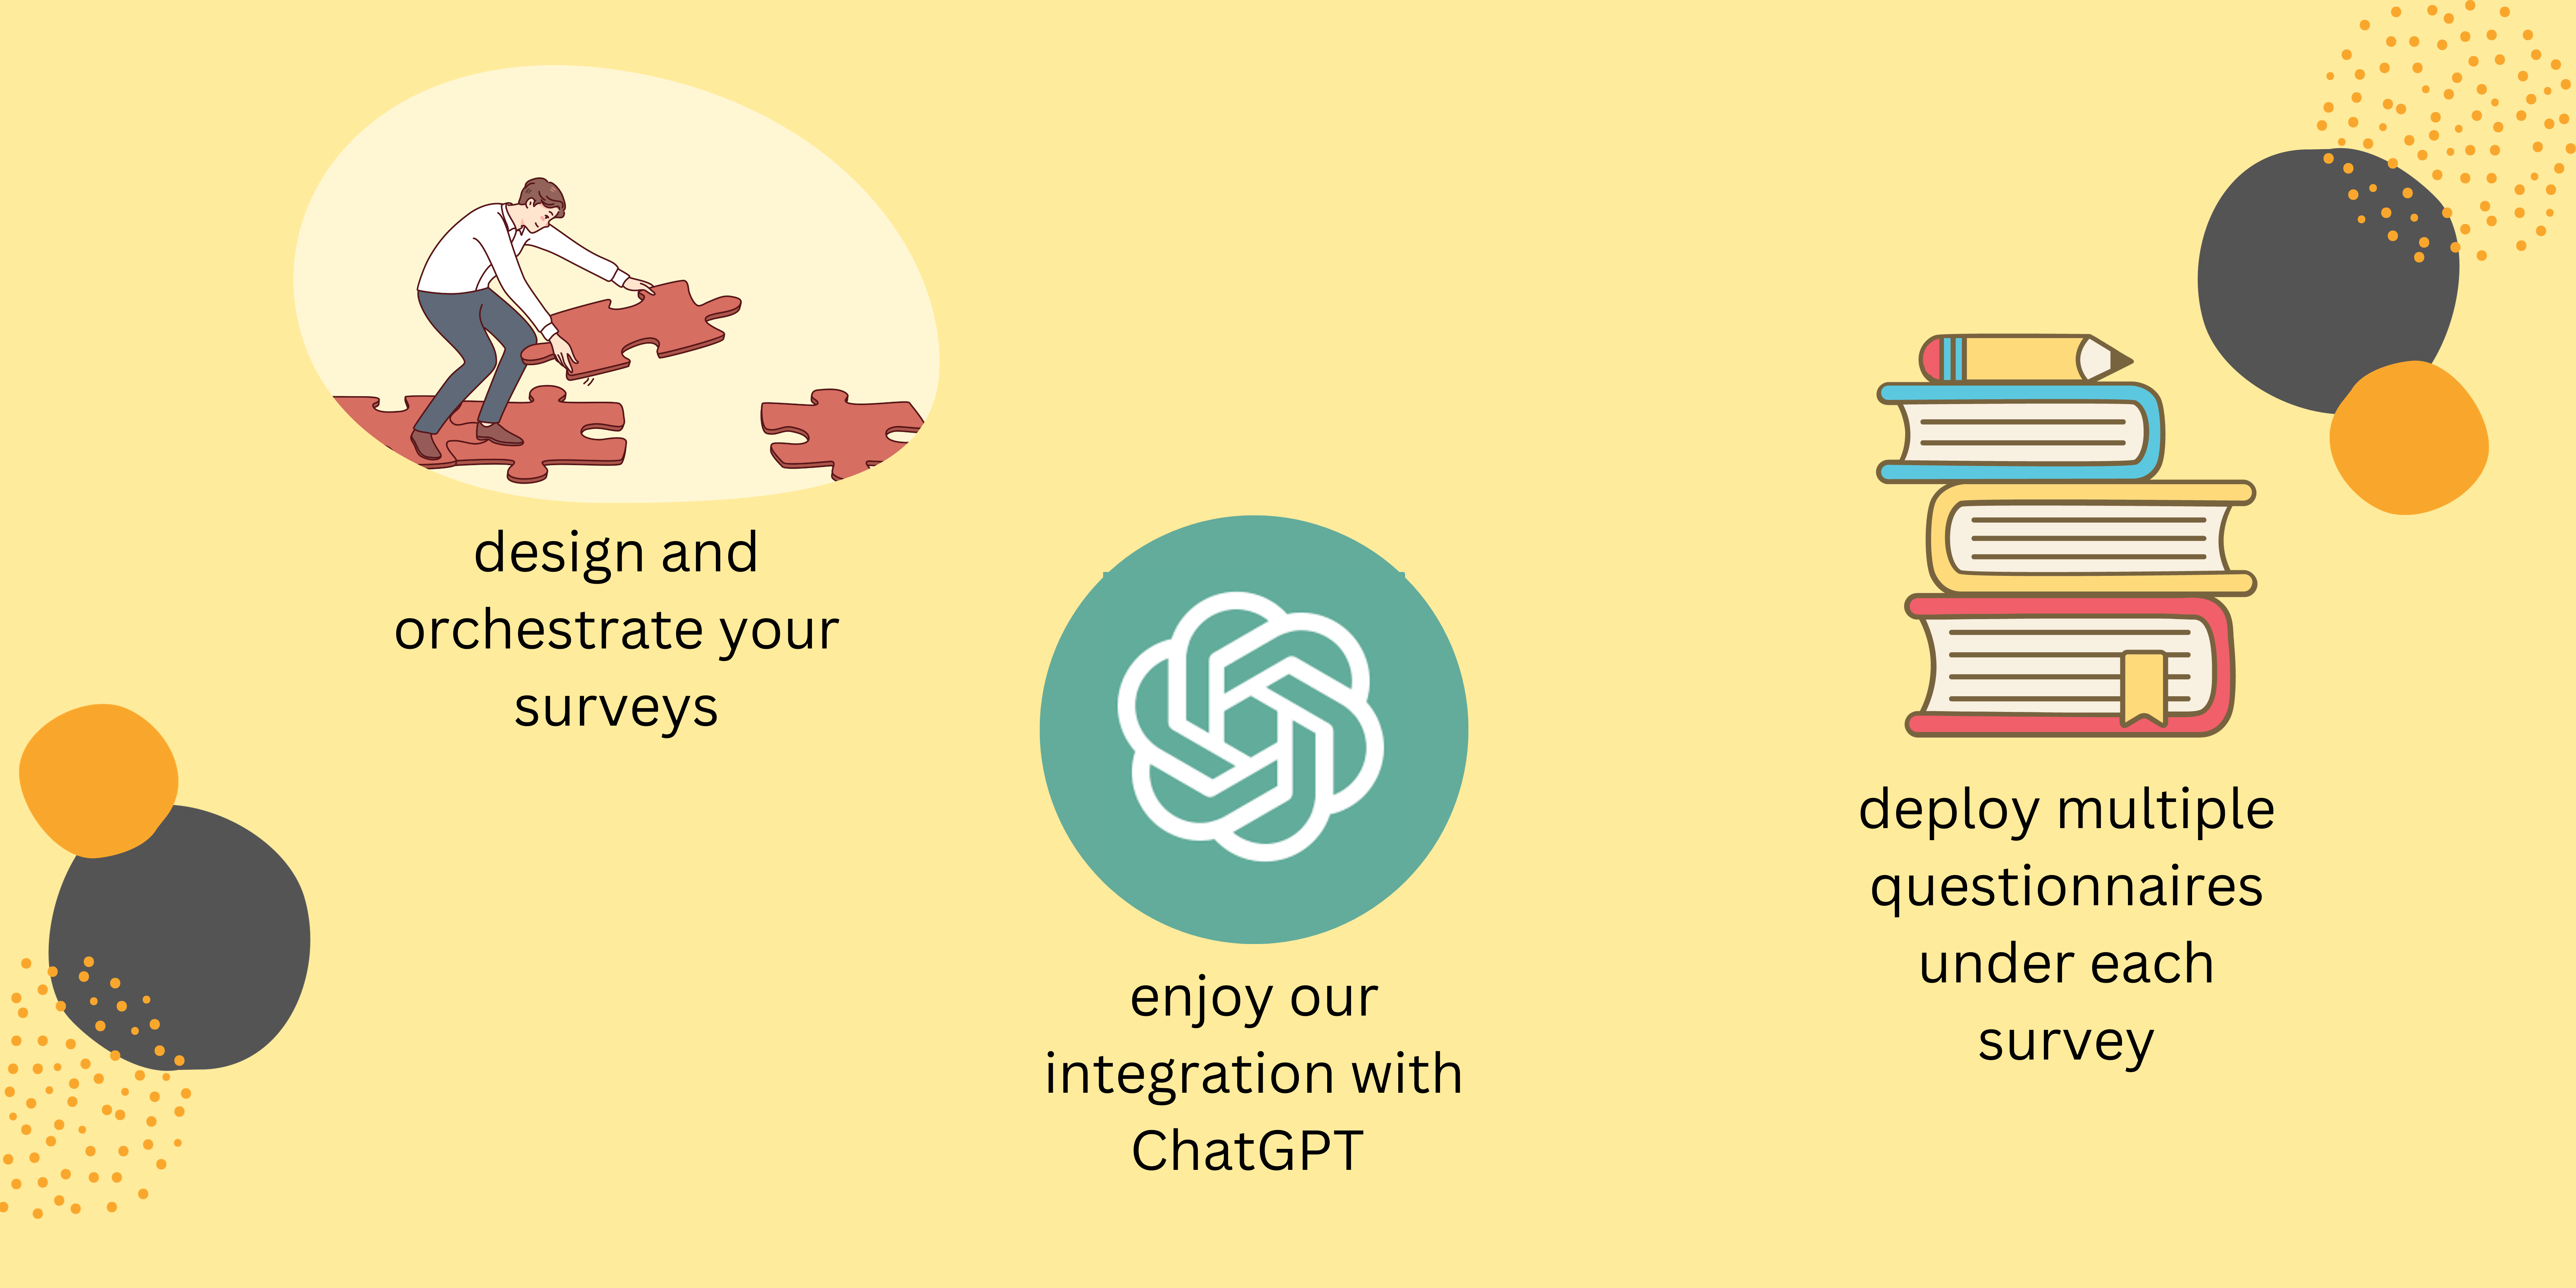 design and
orchestrate your
surveys
enjoy our
integration with
ChatGPT
deploy multiple
questionnaires
under each
survey